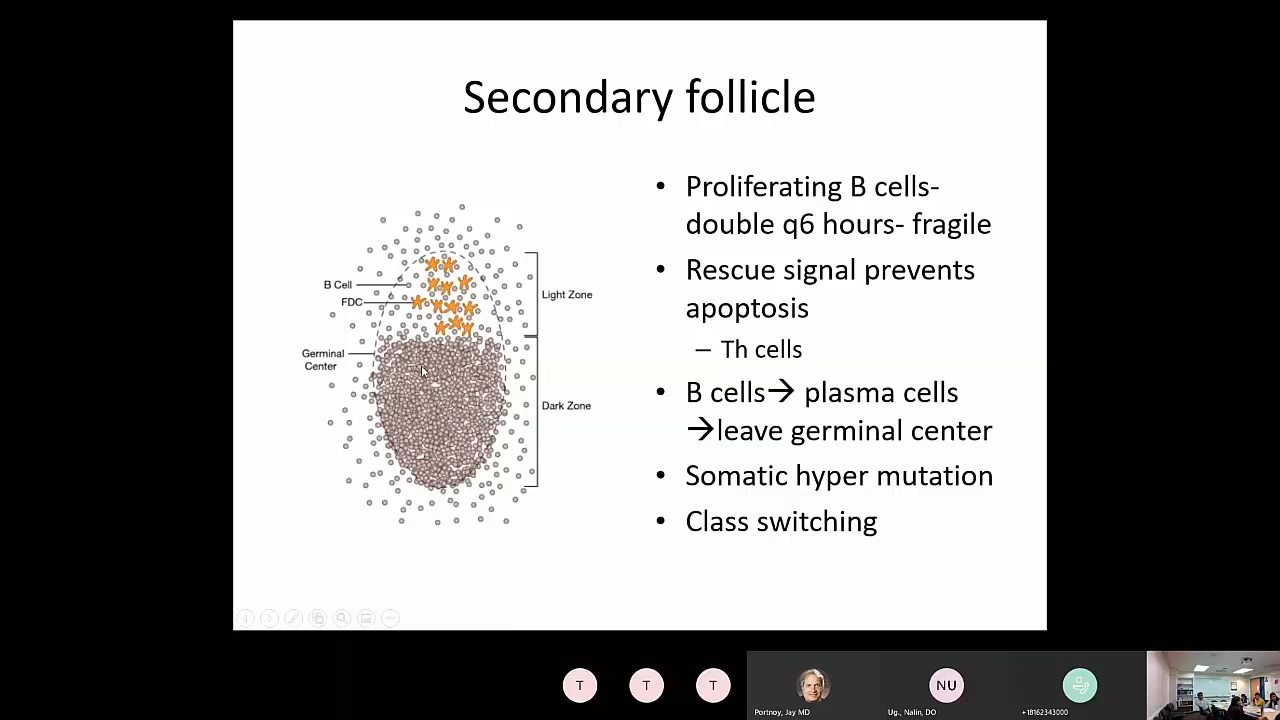 Secondary follicle
B Cell
FDC
Germinal
Center
Light Zone
Dark Zone
• Proliferating B cells-
double q6 hours- fragile
• Rescue signal prevents
apoptosis
– Th cells
• B cells→ plasma cells
→leave germinal center
• Somatic hyper mutation
• Class switching
T
T
T
NU
Portnoy, Jay MD
Ug., Nalin, DO
+18162343000